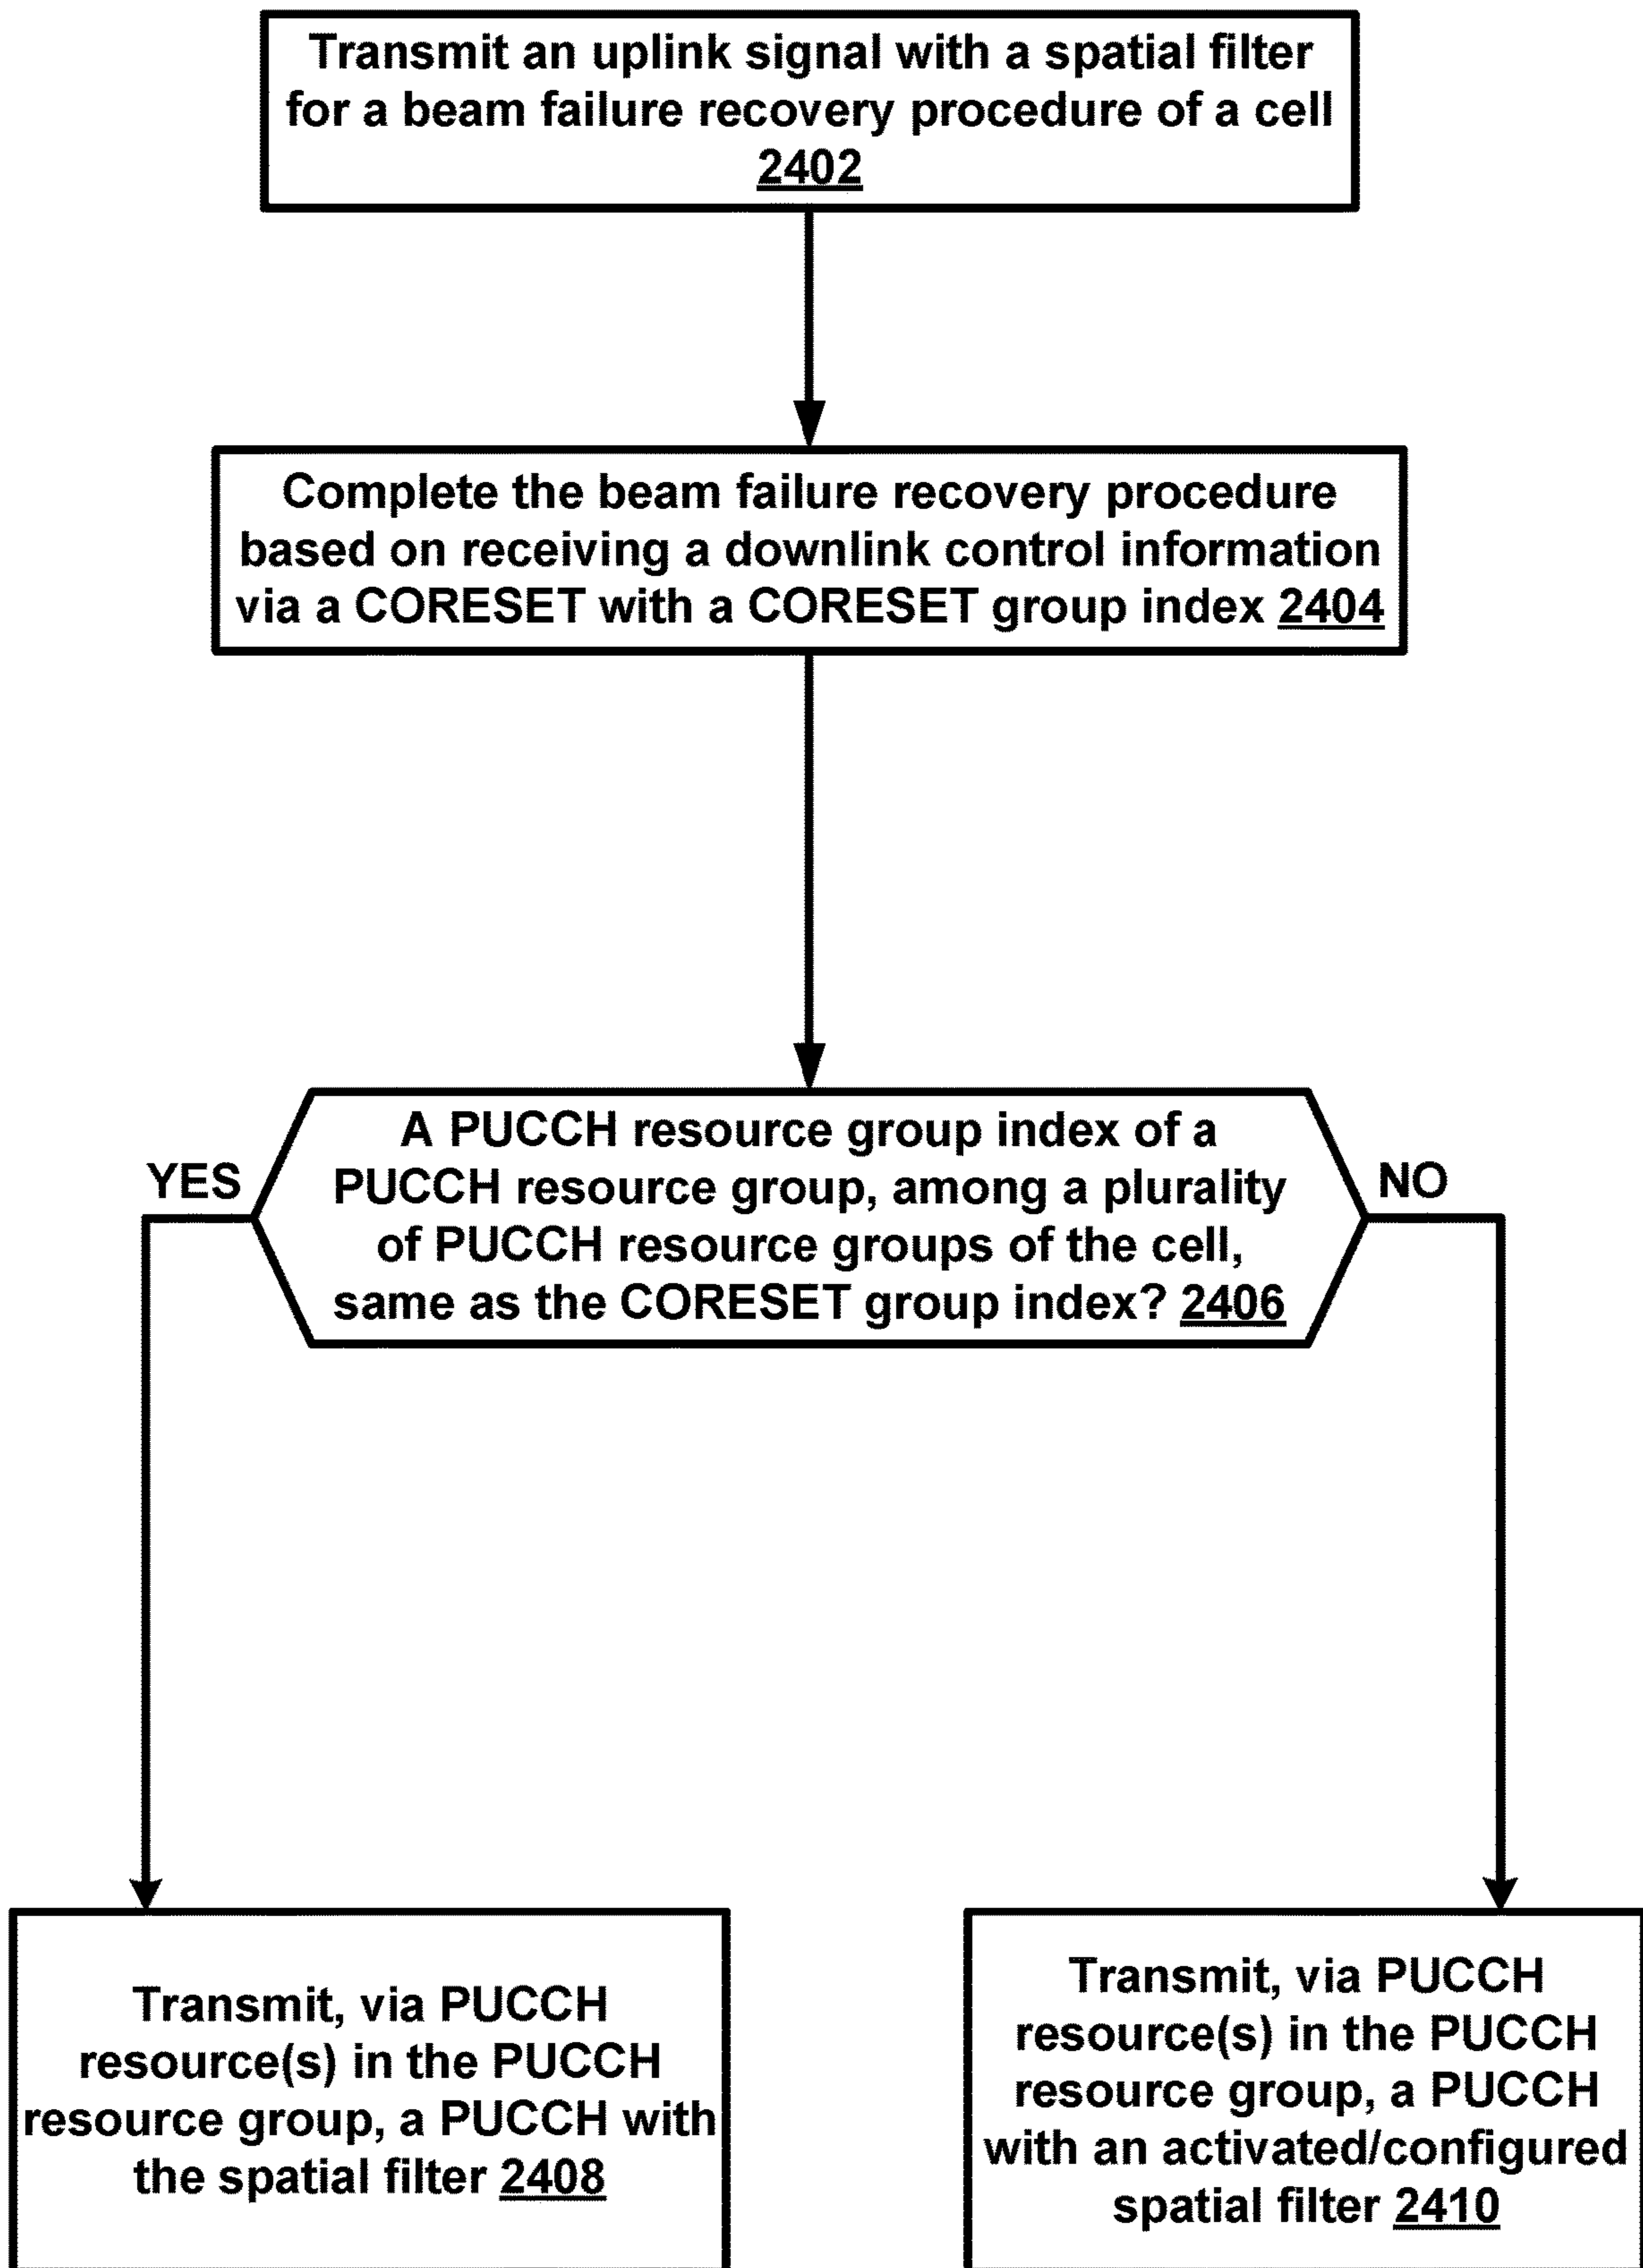 Transmit an uplink signal with a spatial filter
for a beam failure recovery procedure of a cell
2402
Complete the beam failure recovery procedure
based on receiving a downlink control information
via a CORESET with a CORESET group index 2404
A PUCCH resource group index of a
PUCCH resource group, among a plurality
of PUCCH resource groups of the cell,
same as the CORESET group index? 2406
YES
NO
Transmit, via PUCCH
resource(s) in the PUCCH
resource group, a PUCCH with
the spatial filter 2408
Transmit, via PUCCH
resource(s) in the PUCCH
resource group, a PUCCH
with an activated/configured
spatial filter 2410